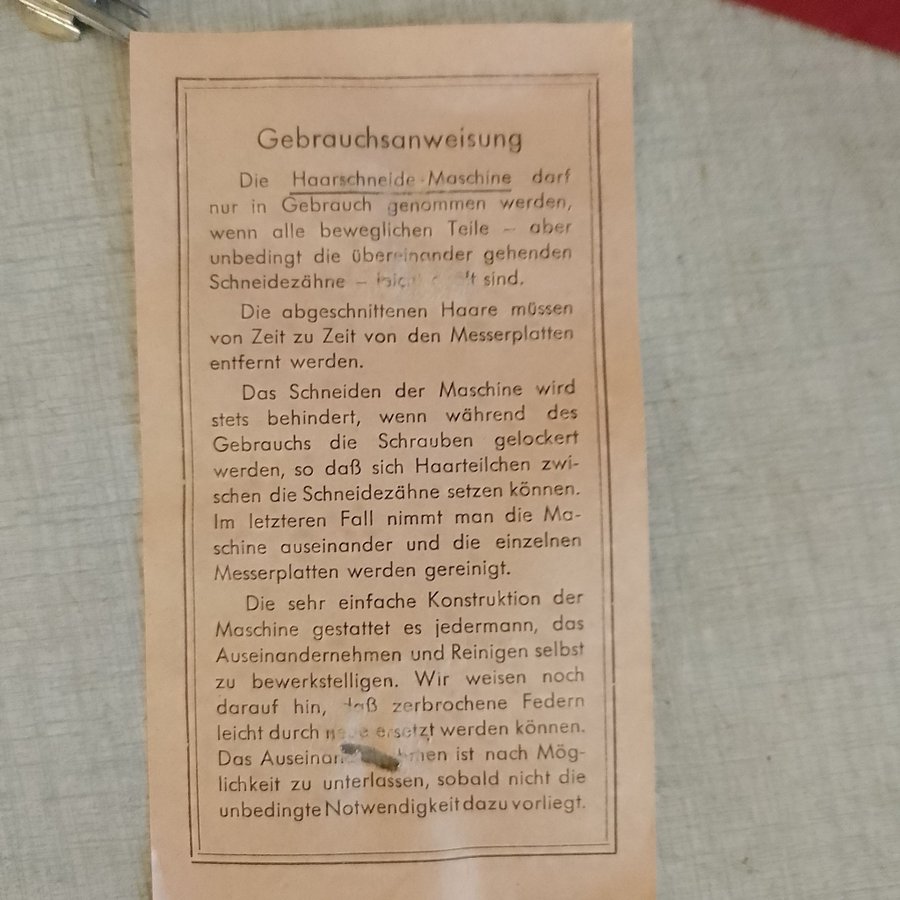 Gebrauchsanweisung
Die Haarschneide-Maschine darf
nur in Gebrauch genommen werden,
wenn alle beweglichen Teile – aber
unbedingt die übereinander gehenden
Schneidezähne – sind.
Die abgeschnittenen Haare müssen
von Zeit zu Zeit von den Messerplatten
entfernt werden.
Das Schneiden der Maschine wird
stets behindert, wenn während des
Gebrauchs die Schrauben gelockert
werden, so daß sich Haarteilchen zwi-
schen die Schneidezähne setzen können.
Im letzteren Fall nimmt man die Ma-
schine auseinander und die einzelnen
Messerplatten werden gereinigt.
Die sehr einfache Konstruktion der
Maschine gestattet es jedermann, das
Auseinandernehmen und Reinigen selbst
zu bewerkstelligen. Wir weisen noch
darauf hin, daß zerbrochene Federn
leicht durch neue ersetzt werden können.
Das ist nach Mög-
lichkeit zu unterlassen, sobald nicht die
unbedingte Notwendigkeit dazu vorliegt.